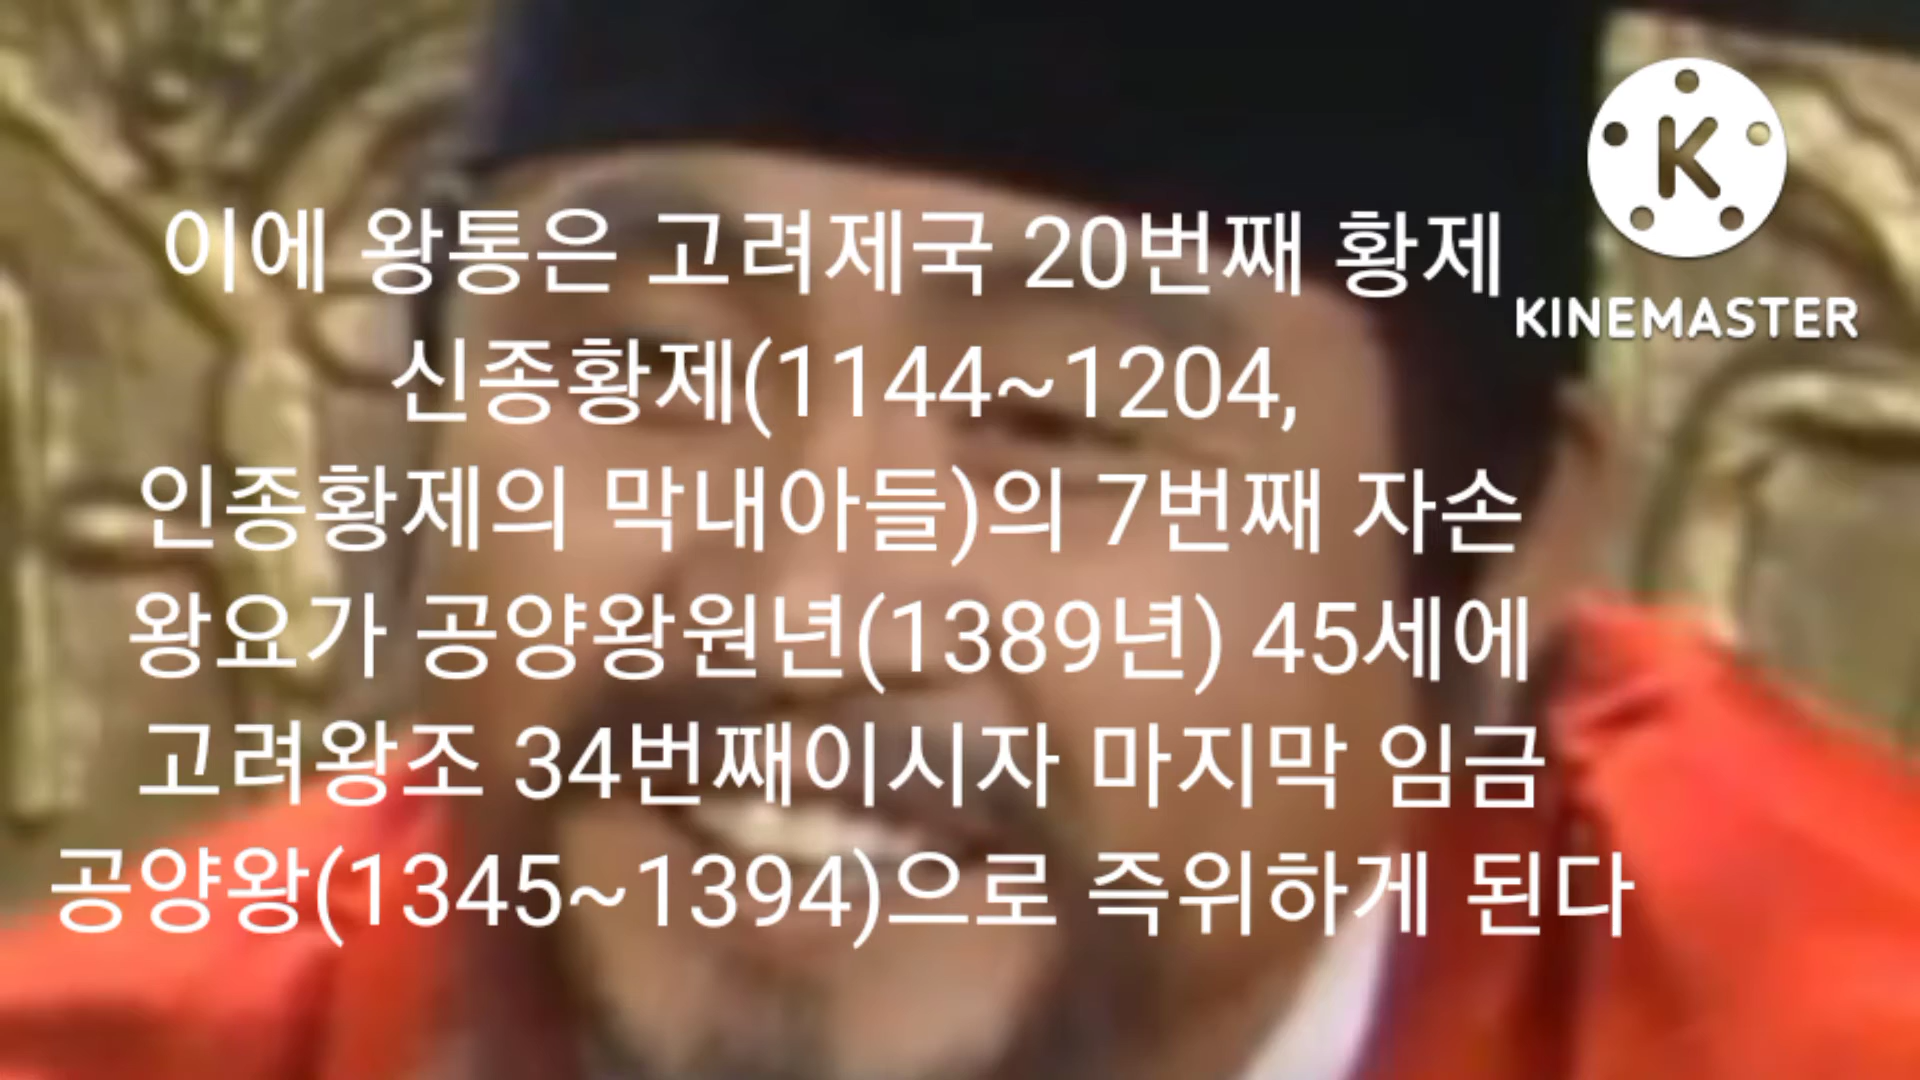 이에 왕통은 고려제국 20번째 황제
신종황제(1144~1204,
인종황제의 막내아들)의 7번째 자손
왕요가 공양왕원년(1389년) 45세에
고려왕조 34번째이시자 마지막 임금
공양왕(1345~1394)으로 즉위하게 된다
K
KINEMASTER